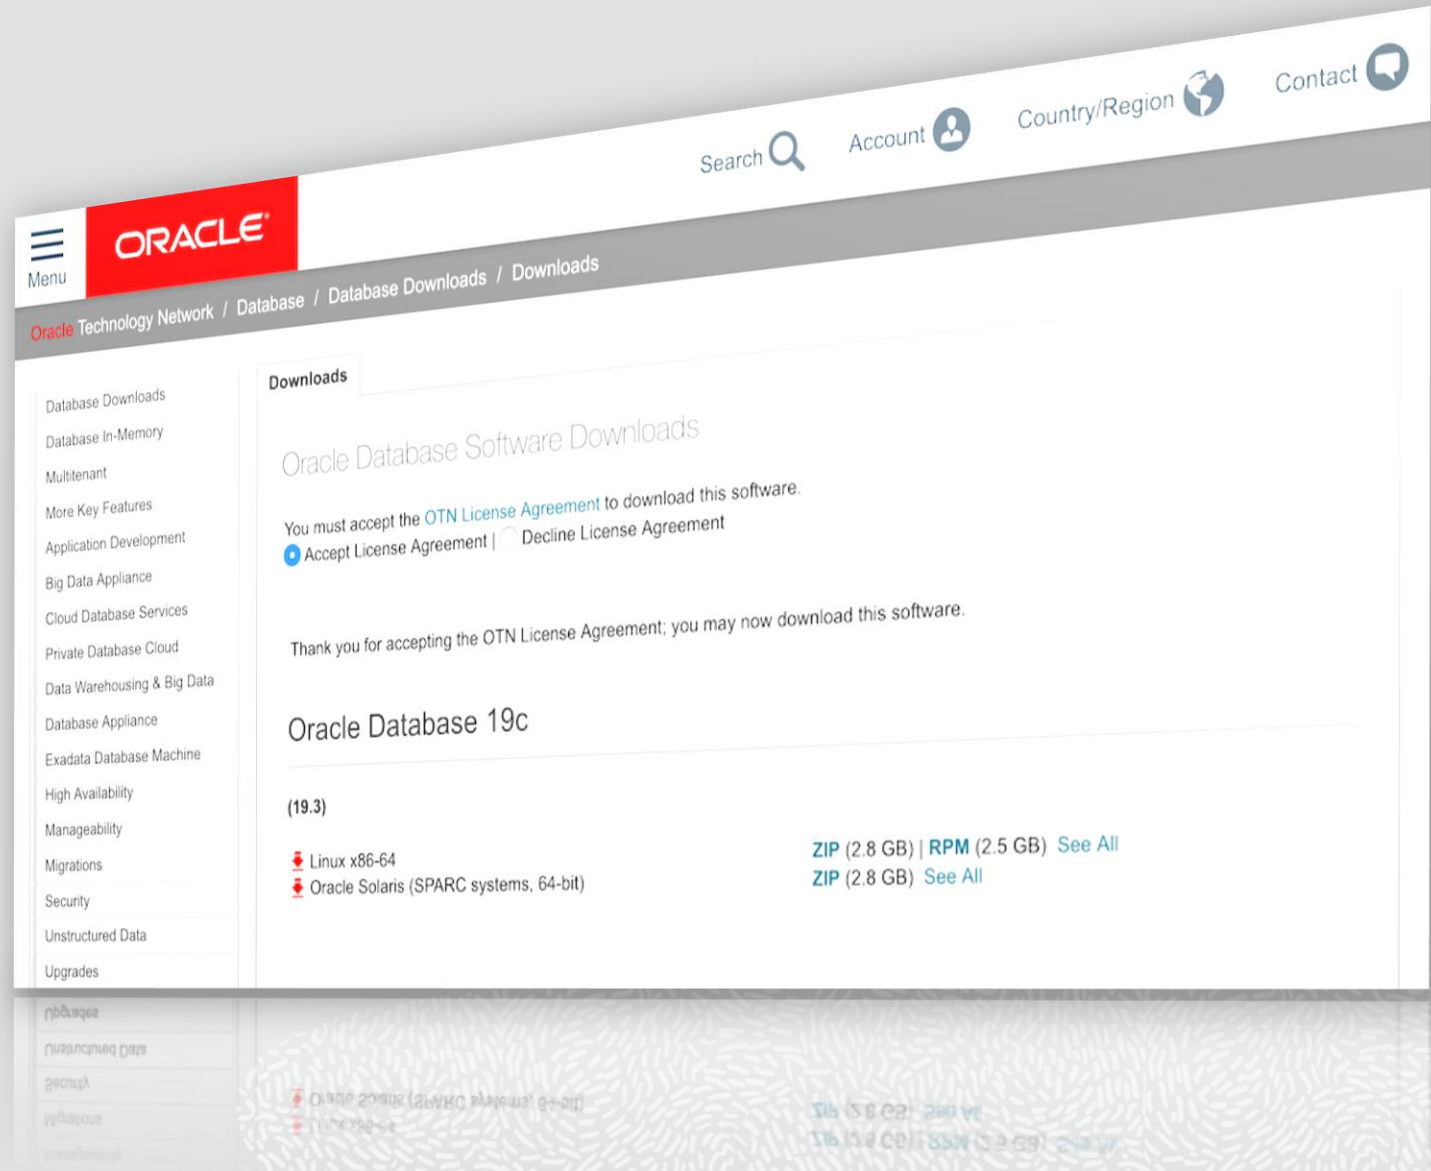 Search
Account
Country/Region
Contact
Menu
ORACLE
Oracle Technology Network / Database / Database Downloads / Downloads
Database Downloads
Database In-Memory
Multitenant
More Key Features
Application Development
Big Data Appliance
Cloud Database Services
Private Database Cloud
Data Warehousing & Big Data
Database Appliance
Exadata Database Machine
High Availability
Manageability
Migrations
Security
Unstructured Data
Upgrades
Downloads
Oracle Database Software Downloads
You must accept the OTN License Agreement to download this software.
Accept License Agreement | Decline License Agreement
Thank you for accepting the OTN License Agreement; you may now download this software.
Oracle Database 19c
(19.3)
Linux x86-64 ZIP (2.8 GB) | RPM (2.5 GB) See All
Oracle Solaris (SPARC systems, 64-bit) ZIP (2.8 GB) See All